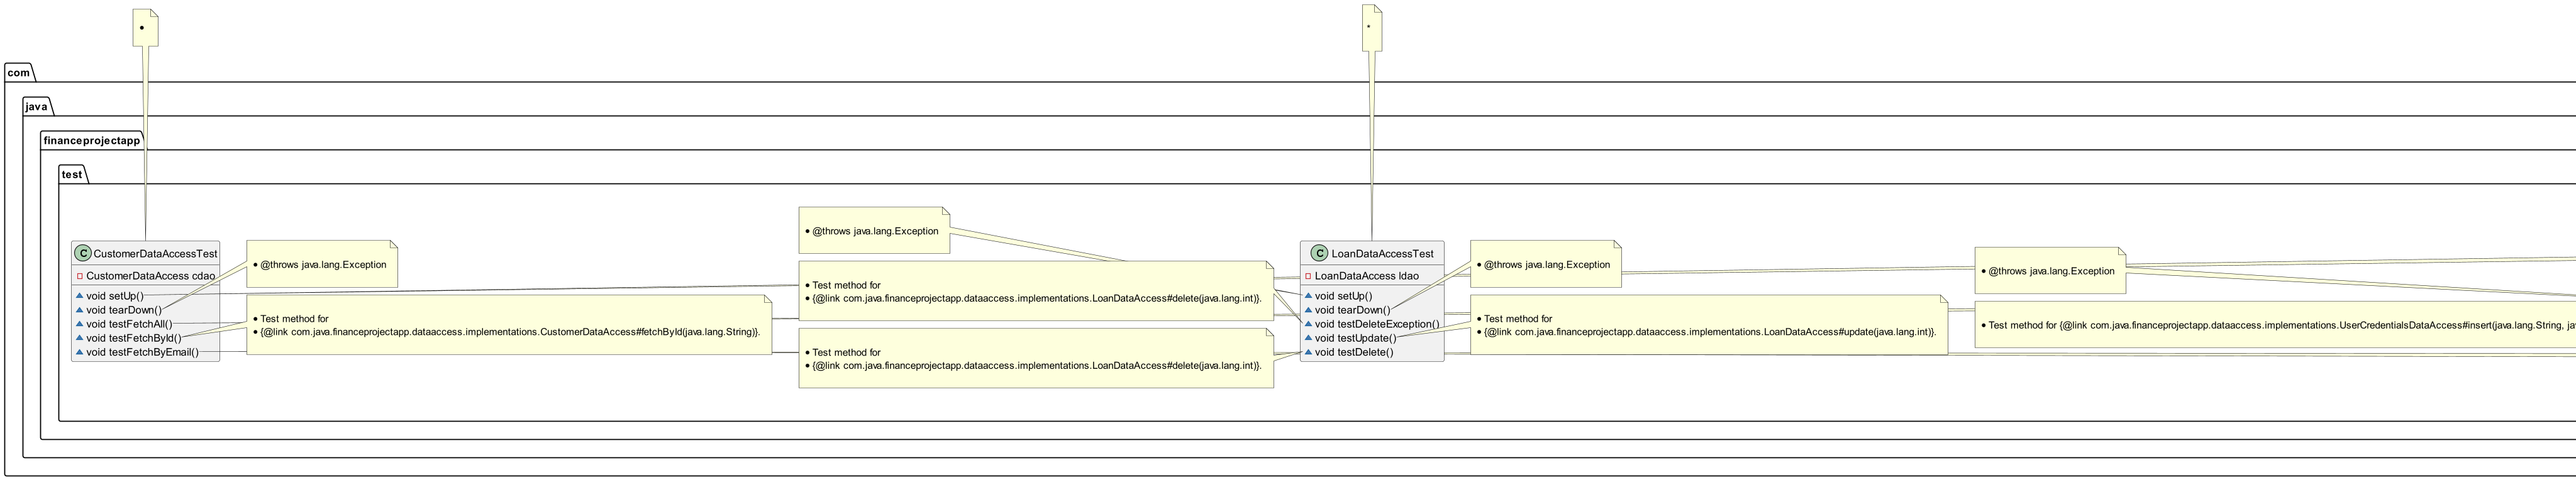 com
java
financeprojectapp
test
CustomerDataAccessTest
CustomerDataAccess cdao
void setUp()
void tearDown()
void testFetchAll()
void testFetchById()
void testFetchByEmail()
• @throws java.lang.Exception
• Test method for
• {@link com.java.financeprojectapp.dataaccess.implementations.CustomerDataAccess#fetchById(java.lang.String)}.
• @throws java.lang.Exception
• Test method for
• {@link com.java.financeprojectapp.dataaccess.implementations.LoanDataAccess#delete(java.lang.int)}.
• Test method for
• {@link com.java.financeprojectapp.dataaccess.implementations.LoanDataAccess#delete(java.lang.int)}.
LoanDataAccessTest
LoanDataAccess ldao
void setUp()
void tearDown()
void testDeleteException()
void testUpdate()
void testDelete()
• @throws java.lang.Exception
• Test method for
• {@link com.java.financeprojectapp.dataaccess.implementations.LoanDataAccess#update(java.lang.int)}.
• @throws java.lang.Exception
• Test method for {@link com.java.financeprojectapp.dataaccess.implementations.UserCredentialsDataAccess#insert(java.lang.String,